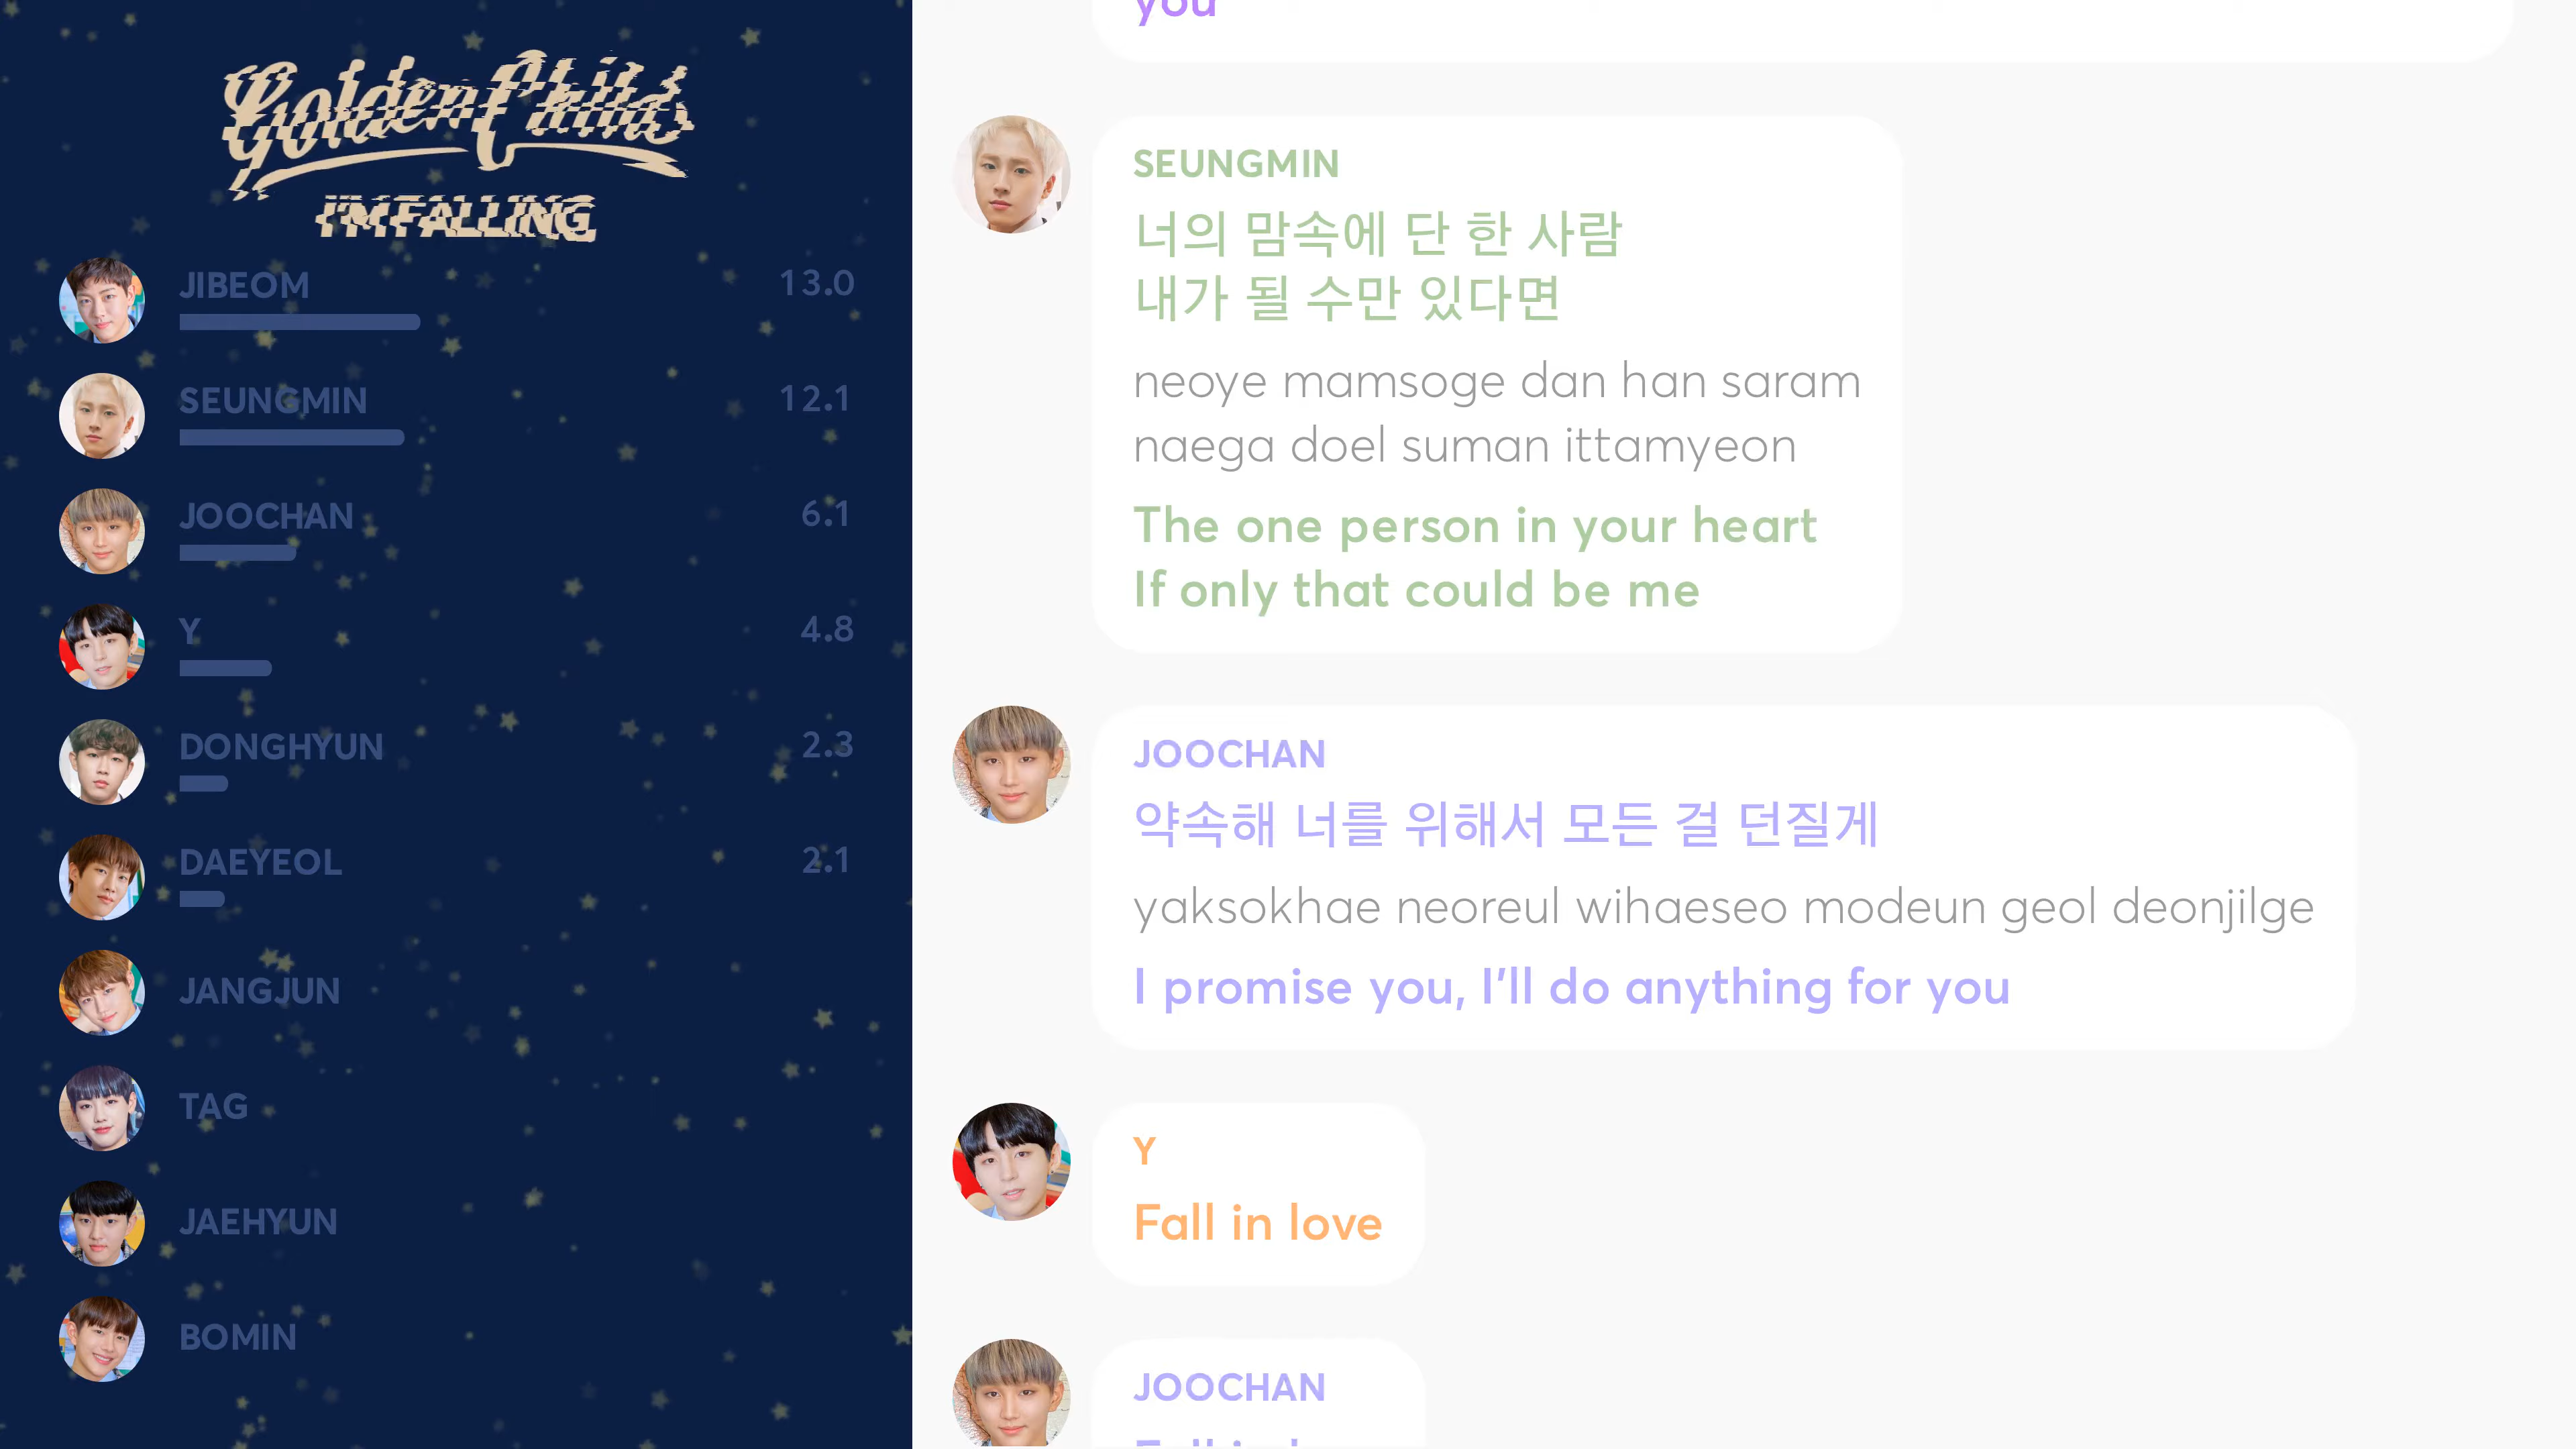 Golden Child
I'M FALLING
JIBEOM
13.0
SEUNGMIN
12.1
JOOCHAN
6.1
Y
4.8
DONGHYUN
2.3
DAEYEOL
2.1
JANGJUN
TAG
JAEHYUN
BOMIN
you
SEUNGMIN
너의 맘속에 단 한 사람
내가 될 수만 있다면
neoye mamsoge dan han saram
naega doel suman ittamyeon
The one person in your heart
If only that could be me
JOOCHAN
약속해 너를 위해서 모든 걸 던질게
yaksokhae neoreul wihaeseo modeun geol deonjilge
I promise you, I'll do anything for you
Y
Fall in love
JOOCHAN